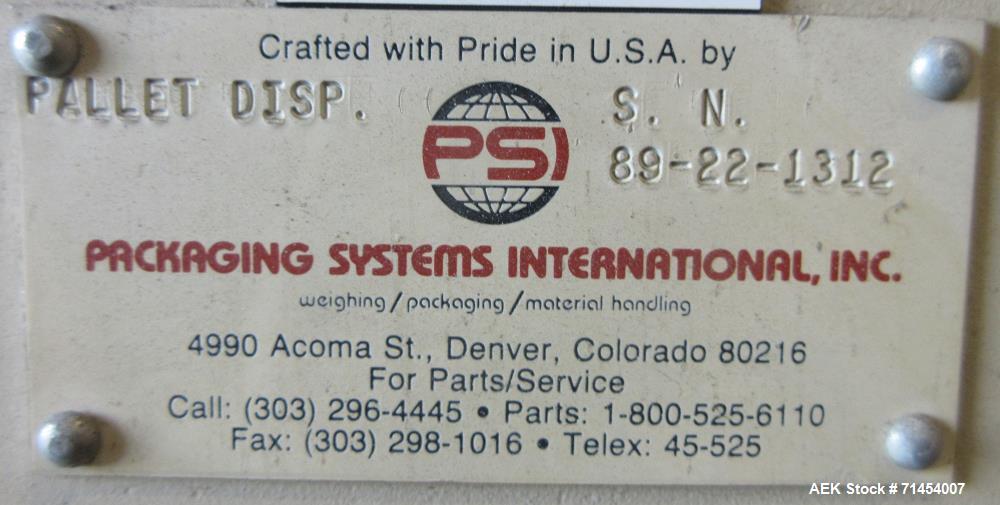 Crafted with Pride in U.S.A. by
PALLET DISP.
PSI
S. N.
89-22-1312
PACKAGING SYSTEMS INTERNATIONAL, INC.
weighing/packaging/material handling
4990 Acoma St., Denver, Colorado 80216
For Parts/Service
Call: (303) 296-4445 • Parts: 1-800-525-6110
Fax: (303) 298-1016 • Telex: 45-525
AEK Stock # 71454007